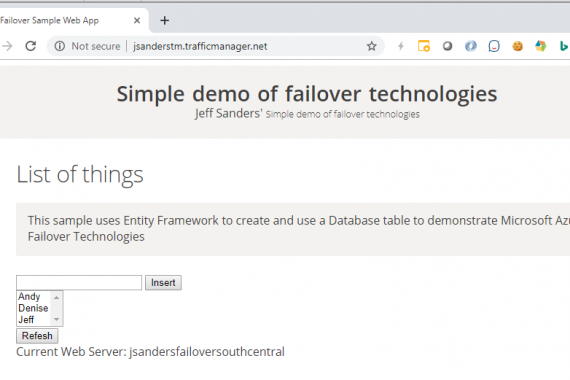 Failover Sample Web App
Not secure | jsanderstm.trafficmanager.net
Simple demo of failover technologies
Jeff Sanders' Simple demo of failover technologies
List of things
This sample uses Entity Framework to create and use a Database table to demonstrate Microsoft Azu
Failover Technologies
Insert
Andy
Denise
Jeff
Refesh
Current Web Server: jsandersfailoversouthcentral